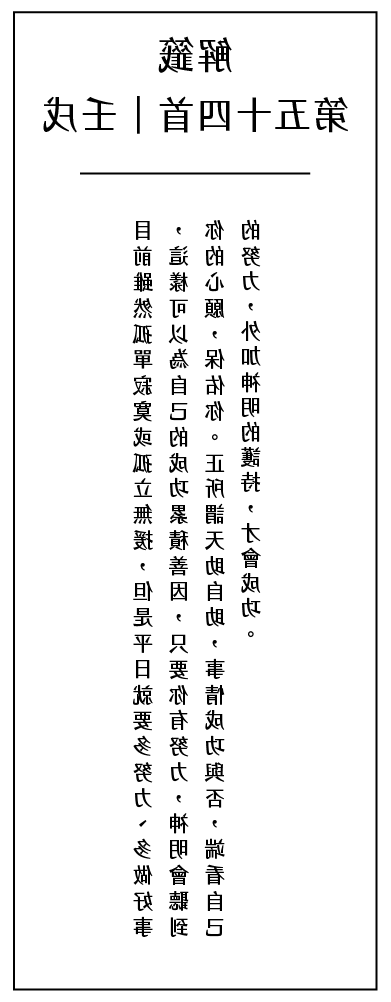 解籤
第五十四首｜壬戌
目前雖然孤單寂寞或孤立無援，但是平日就要多努力、多做好事
，這樣可以為自己的成功累積善因，只要你有努力，神明會聽到
你的心願，保佑你。正所謂天助自助，事情成功與否，端看自己
的努力，外加神明的護持，才會成功。